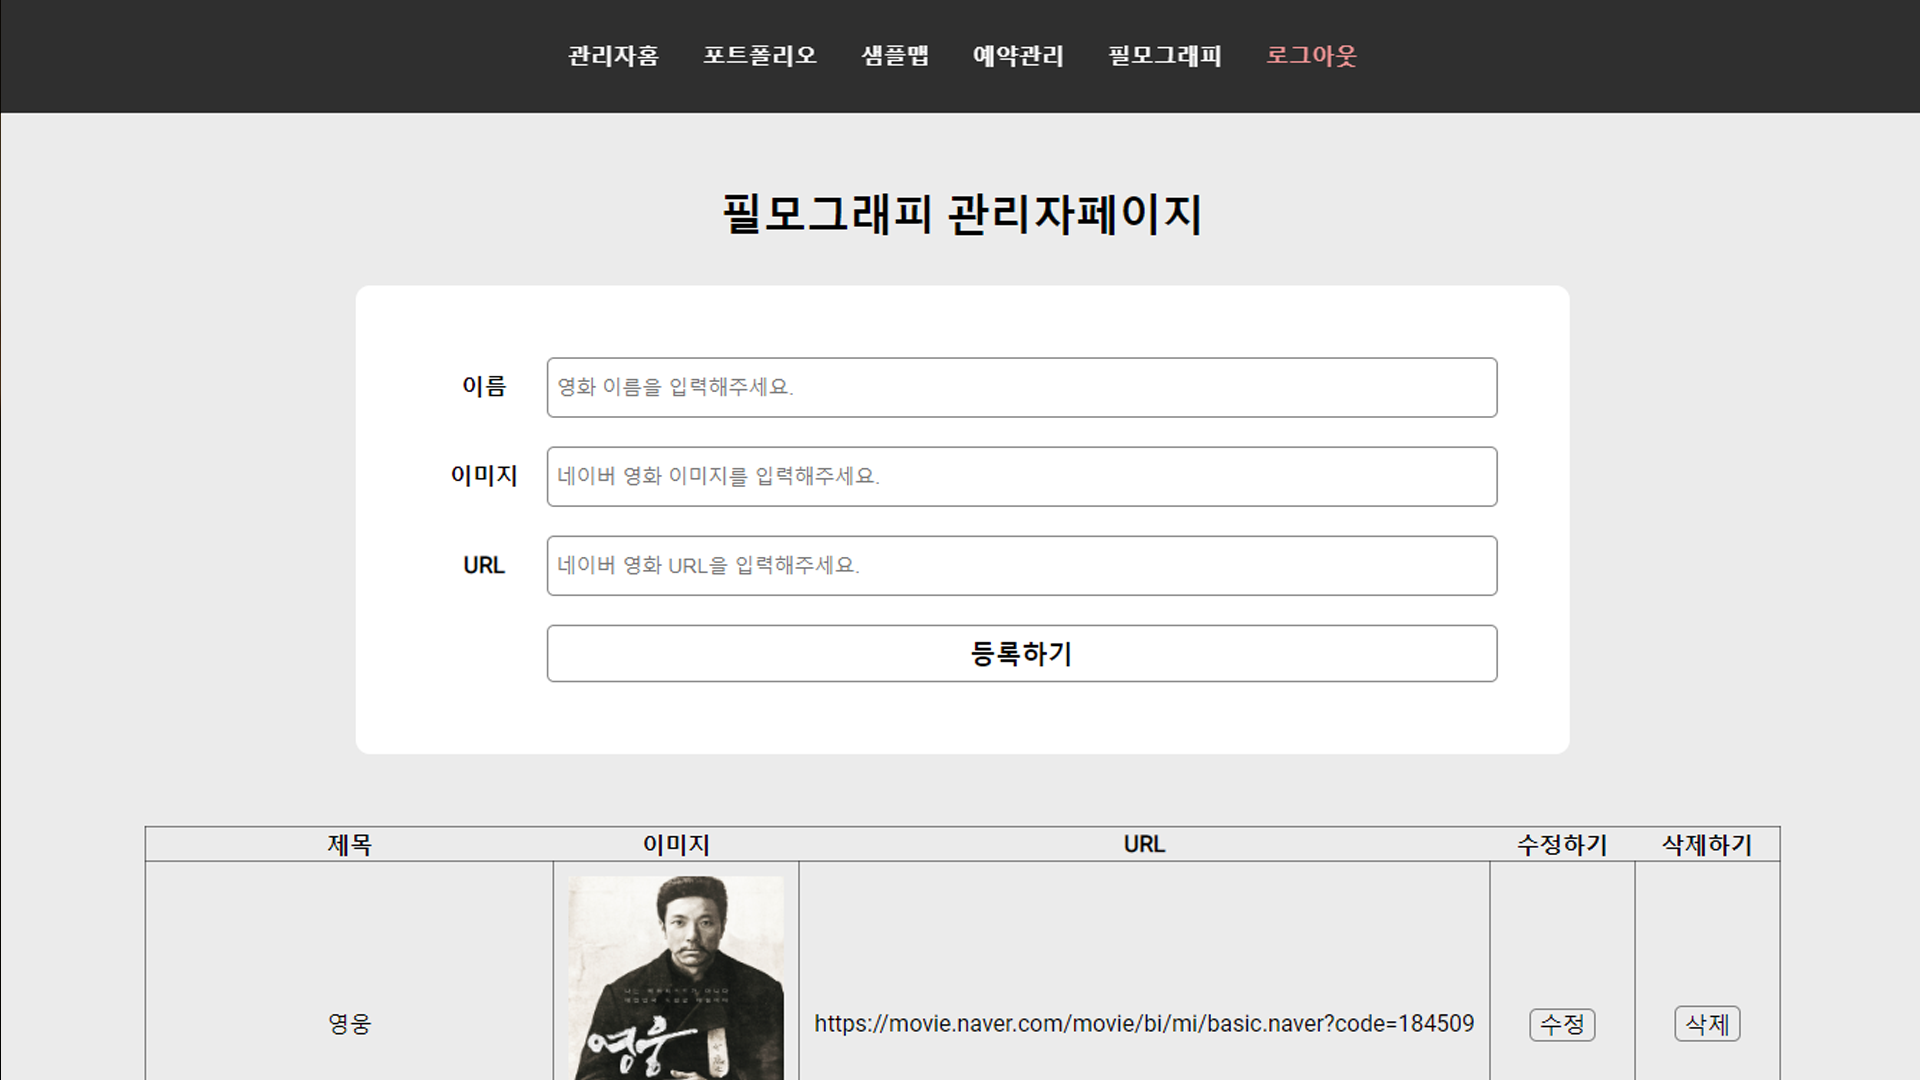 관리자홈 포트폴리오 샘플맵 예약관리 필모그래피 로그아웃
필모그래피 관리자페이지
이름 영화 이름을 입력해주세요.
이미지 네이버 영화 이미지를 입력해주세요.
URL 네이버 영화 URL을 입력해주세요.
등록하기
제목 이미지 URL 수정하기 삭제하기
영웅 https://movie.naver.com/movie/bi/mi/basic.naver?code=184509 수정 삭제
영웅